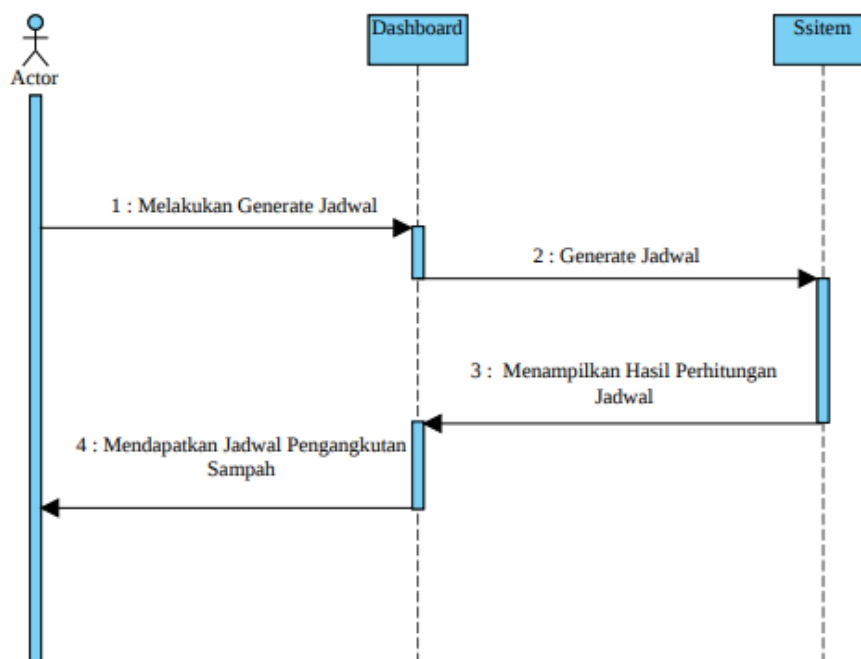 Dashboard
Ssitem
Actor
1 : Melakukan Generate Jadwal
2 : Generate Jadwal
3 :  Menampilkan Hasil Perhitungan
Jadwal
4 : Mendapatkan Jadwal Pengangkutan
Sampah